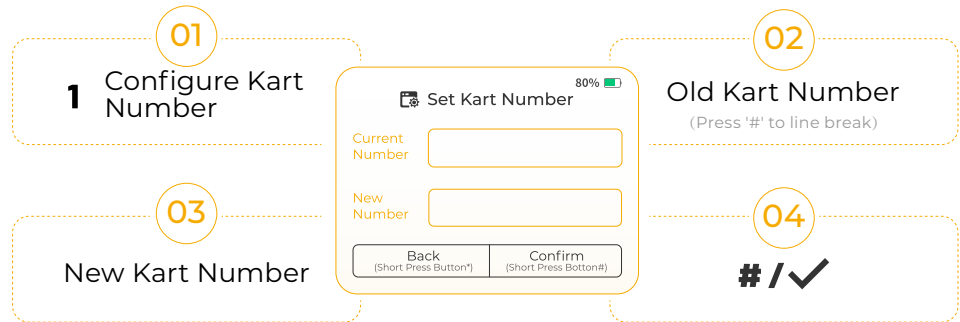 01
1 Configure Kart
Number
80%
Set Kart Number
Current
Number
New
Number
Back
(Short Press Button*)
Confirm
(Short Press Botton#)
02
Old Kart Number
(Press '#' to line break)
03
New Kart Number
04
#/✓